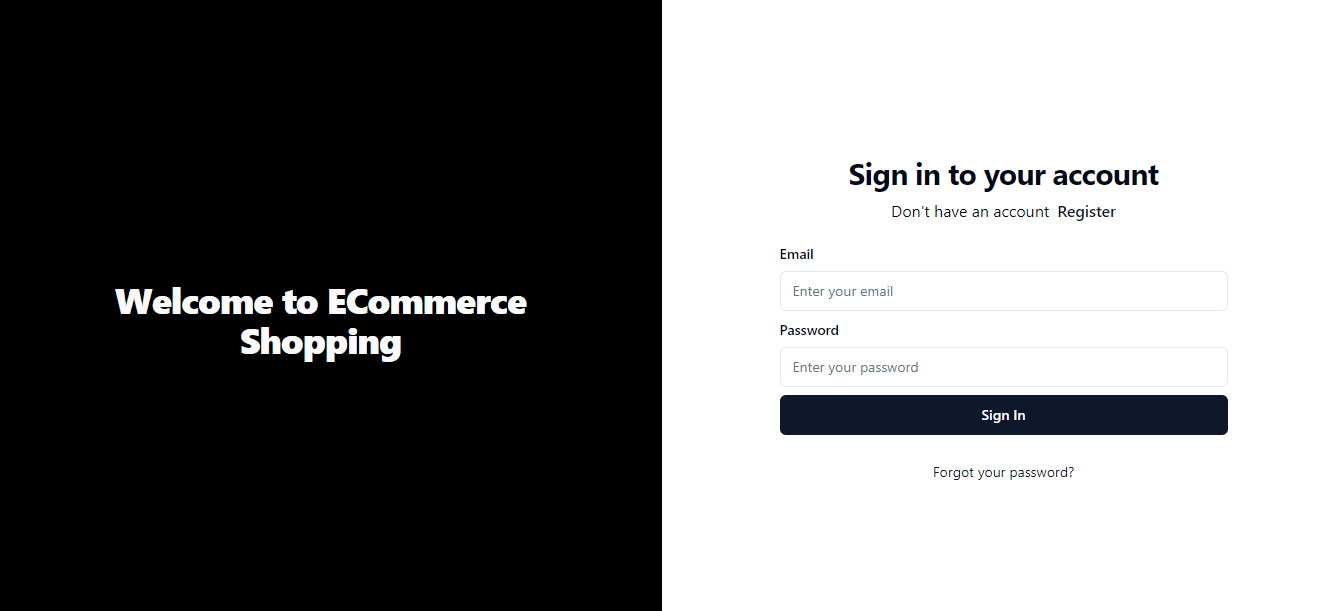 Welcome to ECommerce
Shopping
Sign in to your account
Don't have an account Register
Email
Enter your email
Password
Enter your password
Sign In
Forgot your password?